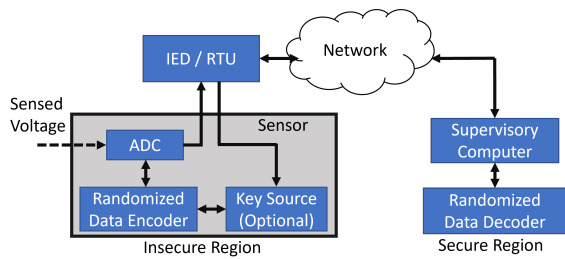 IED / RTU
Network
Sensed
Voltage
Sensor
ADC
Supervisory
Computer
Randomized
Data Encoder
Key Source
(Optional)
Randomized
Data Decoder
Insecure Region
Secure Region